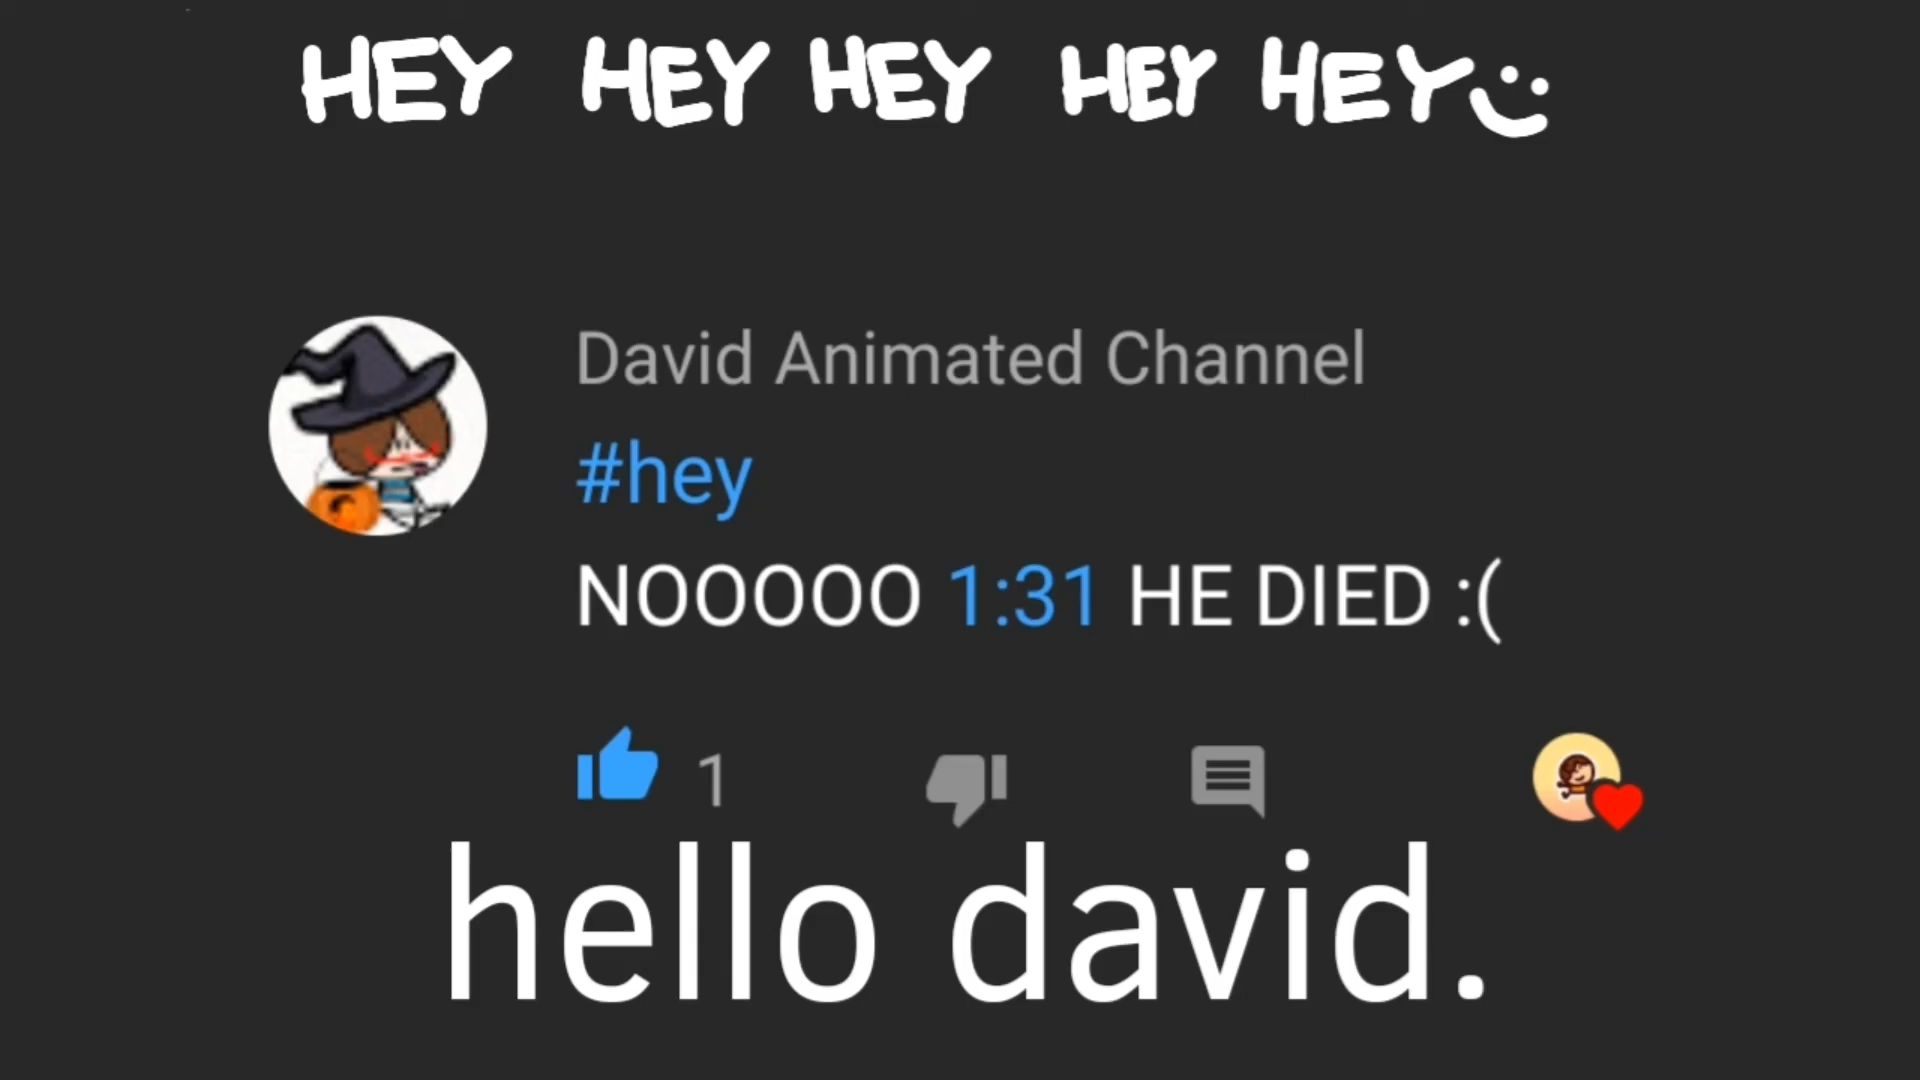 HEY HEY HEY HEY HEY
David Animated Channel
#hey
NOOOOO 1:31 HE DIED :(
1
hello david.